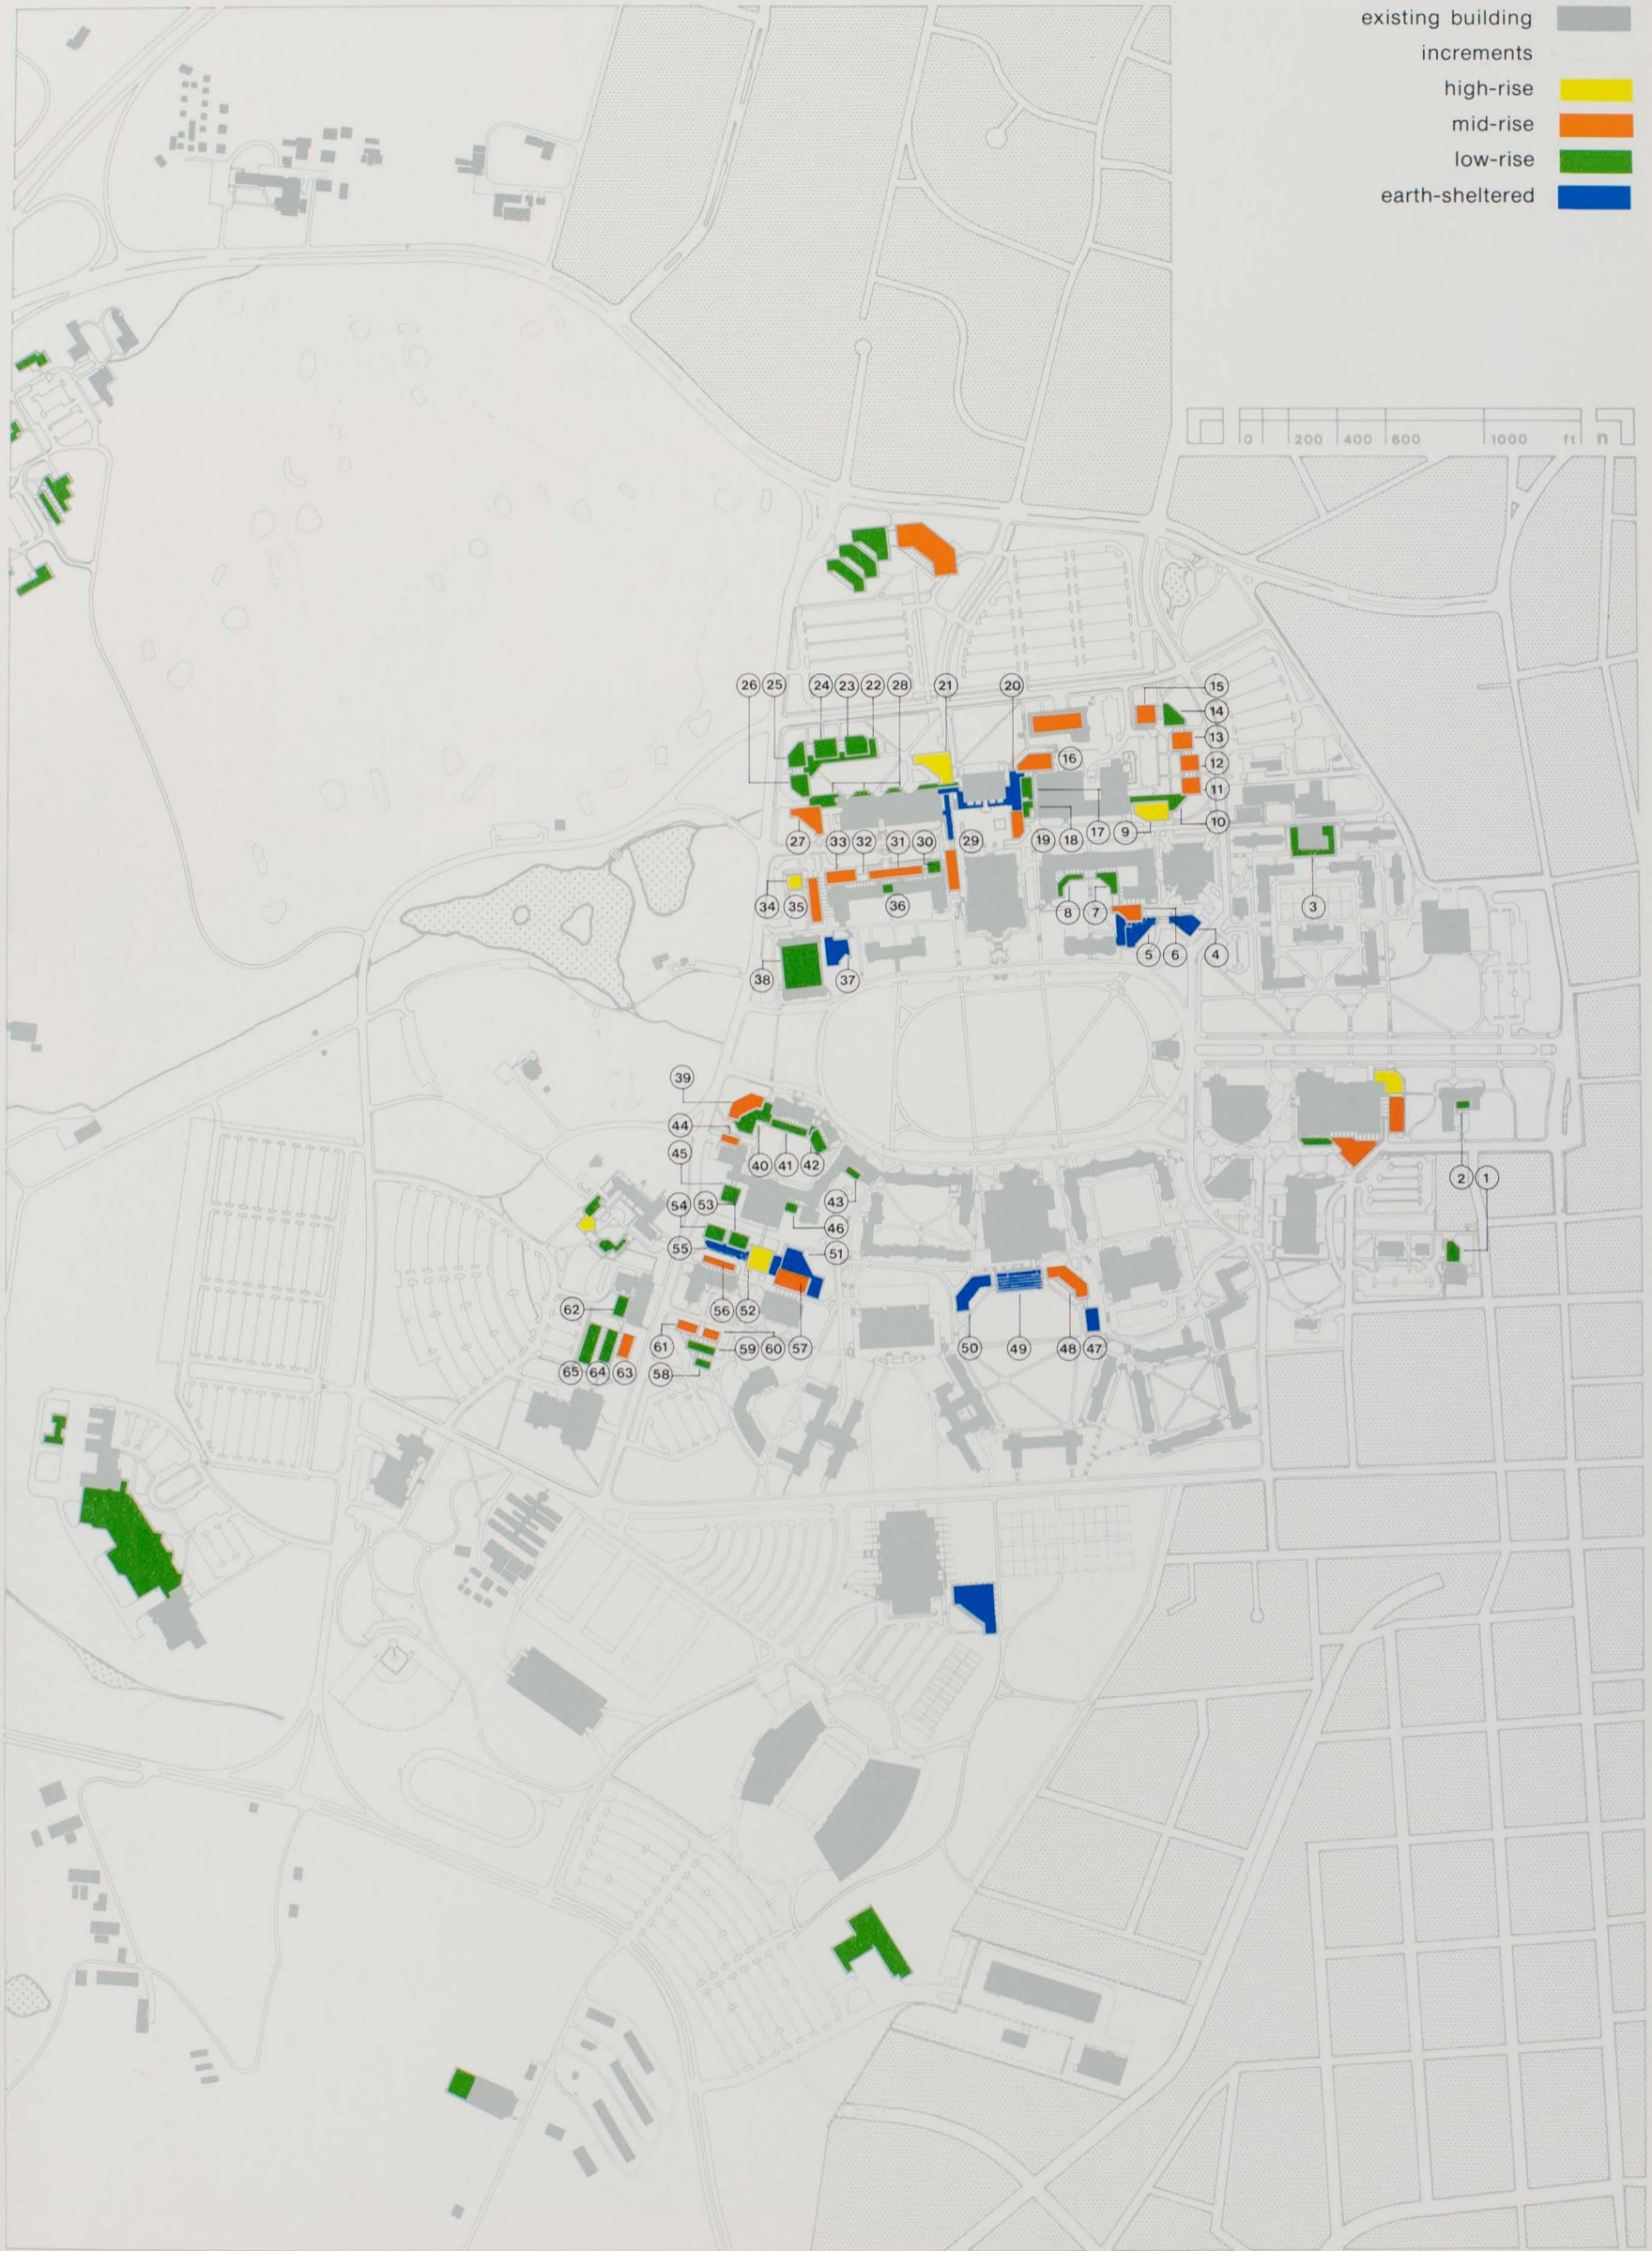 existing building
increments
high-rise
mid-rise
low-rise
earth-sheltered
0 200 400 600 1000 ft n
26 25 24 23 22 28 21 20 15
14
13
16 12
11
27 33 32 31 30 29 19 18 17 9 10
34 35 36 8 7 3
38 37 5 6 4
39
44
45 40 41 42
54 53 43 2 1
46
55 51
62 56 52
61 59 60 57 50 49 48 47
65 64 63 58